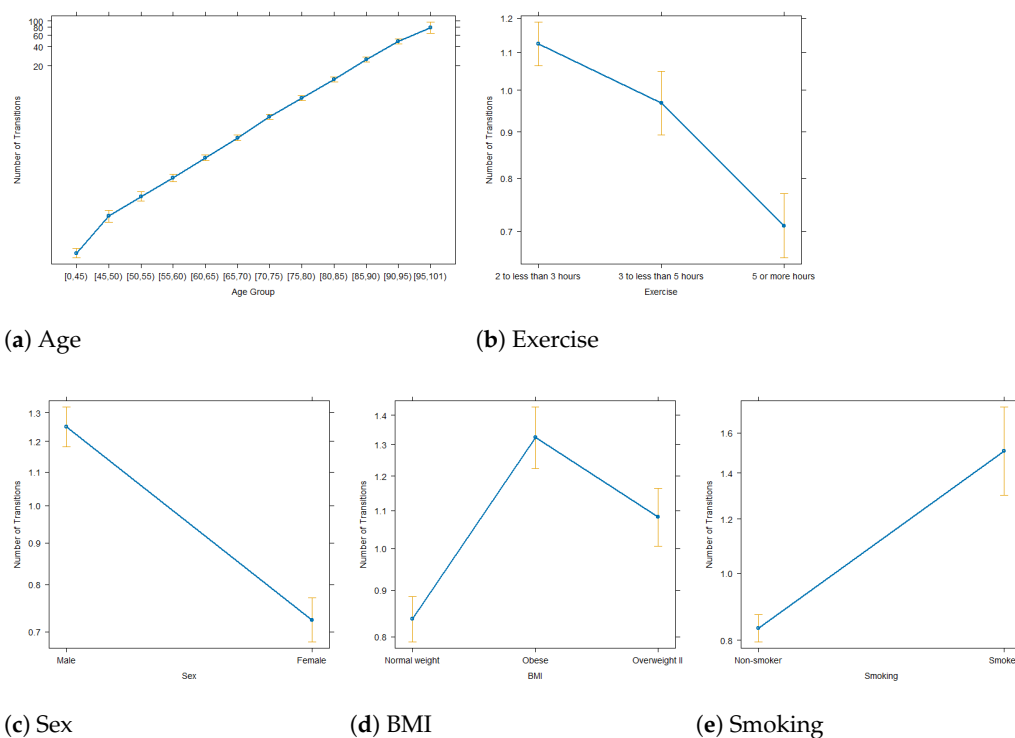 100
80
60
40
20
Number of Transitions
[0,45) [45,50) [50,55) [55,60) [60,65) [65,70) [70,75) [75,80) [80,85) [85,90) [90,95) [95,101)
Age Group
(a) Age
1.2
1.1
1.0
0.9
0.8
0.7
Number of Transitions
2 to less than 3 hours 3 to less than 5 hours 5 or more hours
Exercise
(b) Exercise
1.3
1.2
1.1
1.0
0.9
0.8
0.7
Number of Transitions
Male Female
Sex
(c) Sex
1.4
1.3
1.2
1.1
1.0
0.9
0.8
Number of Transitions
Normal weight Obese Overweight II
BMI
(d) BMI
1.6
1.4
1.2
1.0
0.8
Number of Transitions
Non-smoker Smoke
Smoking
(e) Smoking